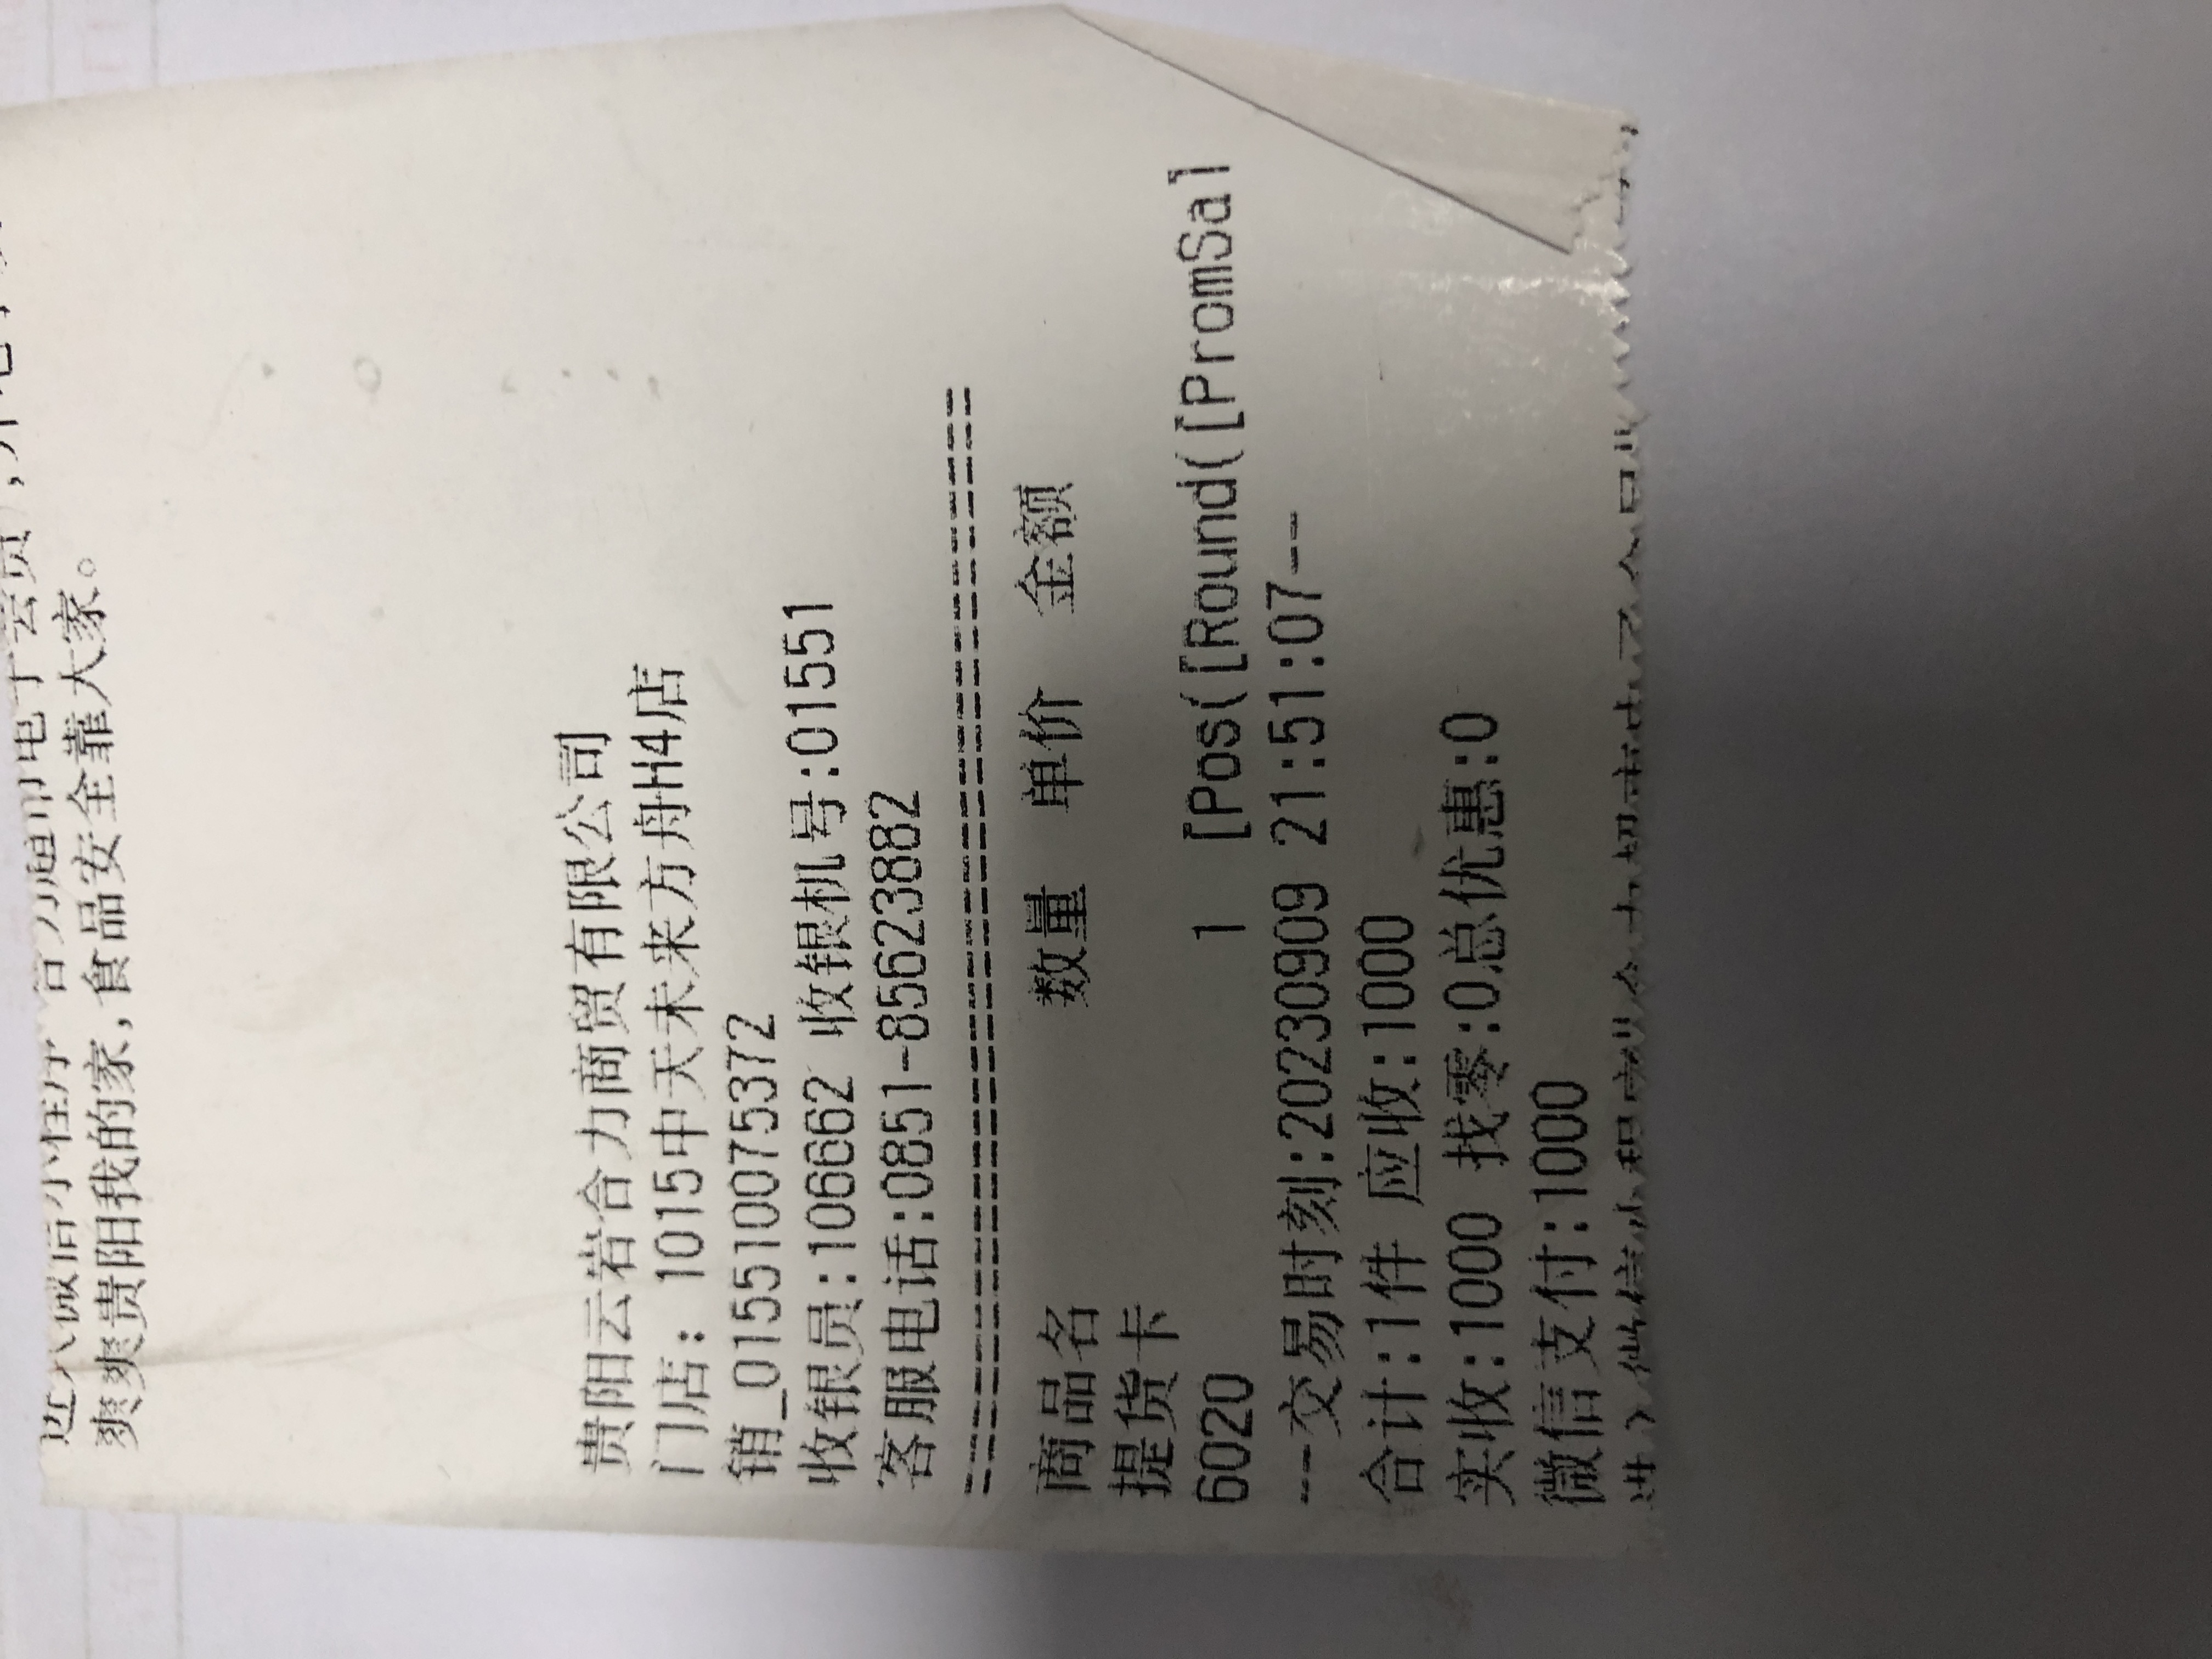 爽爽贵阳我的家,食品安全靠大家。
贵阳云岩合力商贸有限公司
门店: 1015中天未来方舟H4店
销_015510075372
收银员:10662 收银机号:01551
客服电话:0851-85623882
================================
商品名 数量 单价 金额
提货卡
6020 1 [Pos([Round([PromSal
---交易时刻:20230909 21:51:07--
合计:1件 应收:1000
实收:1000 找零:0总优惠:0
微信支付:1000